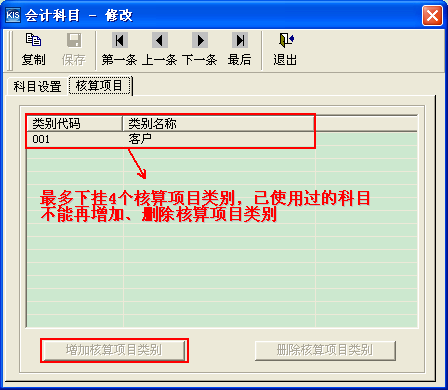 KIS 会计科目 - 修改
复制 保存 第一条 上一条 下一条 最后 退出
科目设置 核算项目
类别代码 类别名称
001 客户
最多下挂4个核算项目类别，已使用过的科目
不能再增加、删除核算项目类别
增加核算项目类别 删除核算项目类别